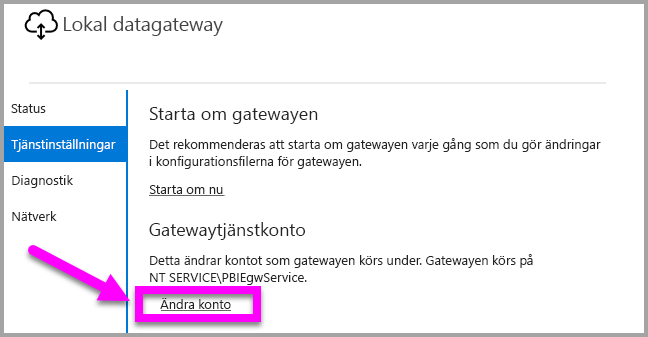 Lokal datagateway
Status
Tjänstinställningar
Diagnostik
Nätverk
Starta om gatewayen
Det rekommenderas att starta om gatewayen varje gång som du gör ändringar
i konfigurationsfilerna för gatewayen.
Starta om nu
Gatewaytjänstkonto
Detta ändrar kontot som gatewayen körs under. Gatewayen körs på
NT SERVICE\PBIEgwService.
Ändra konto